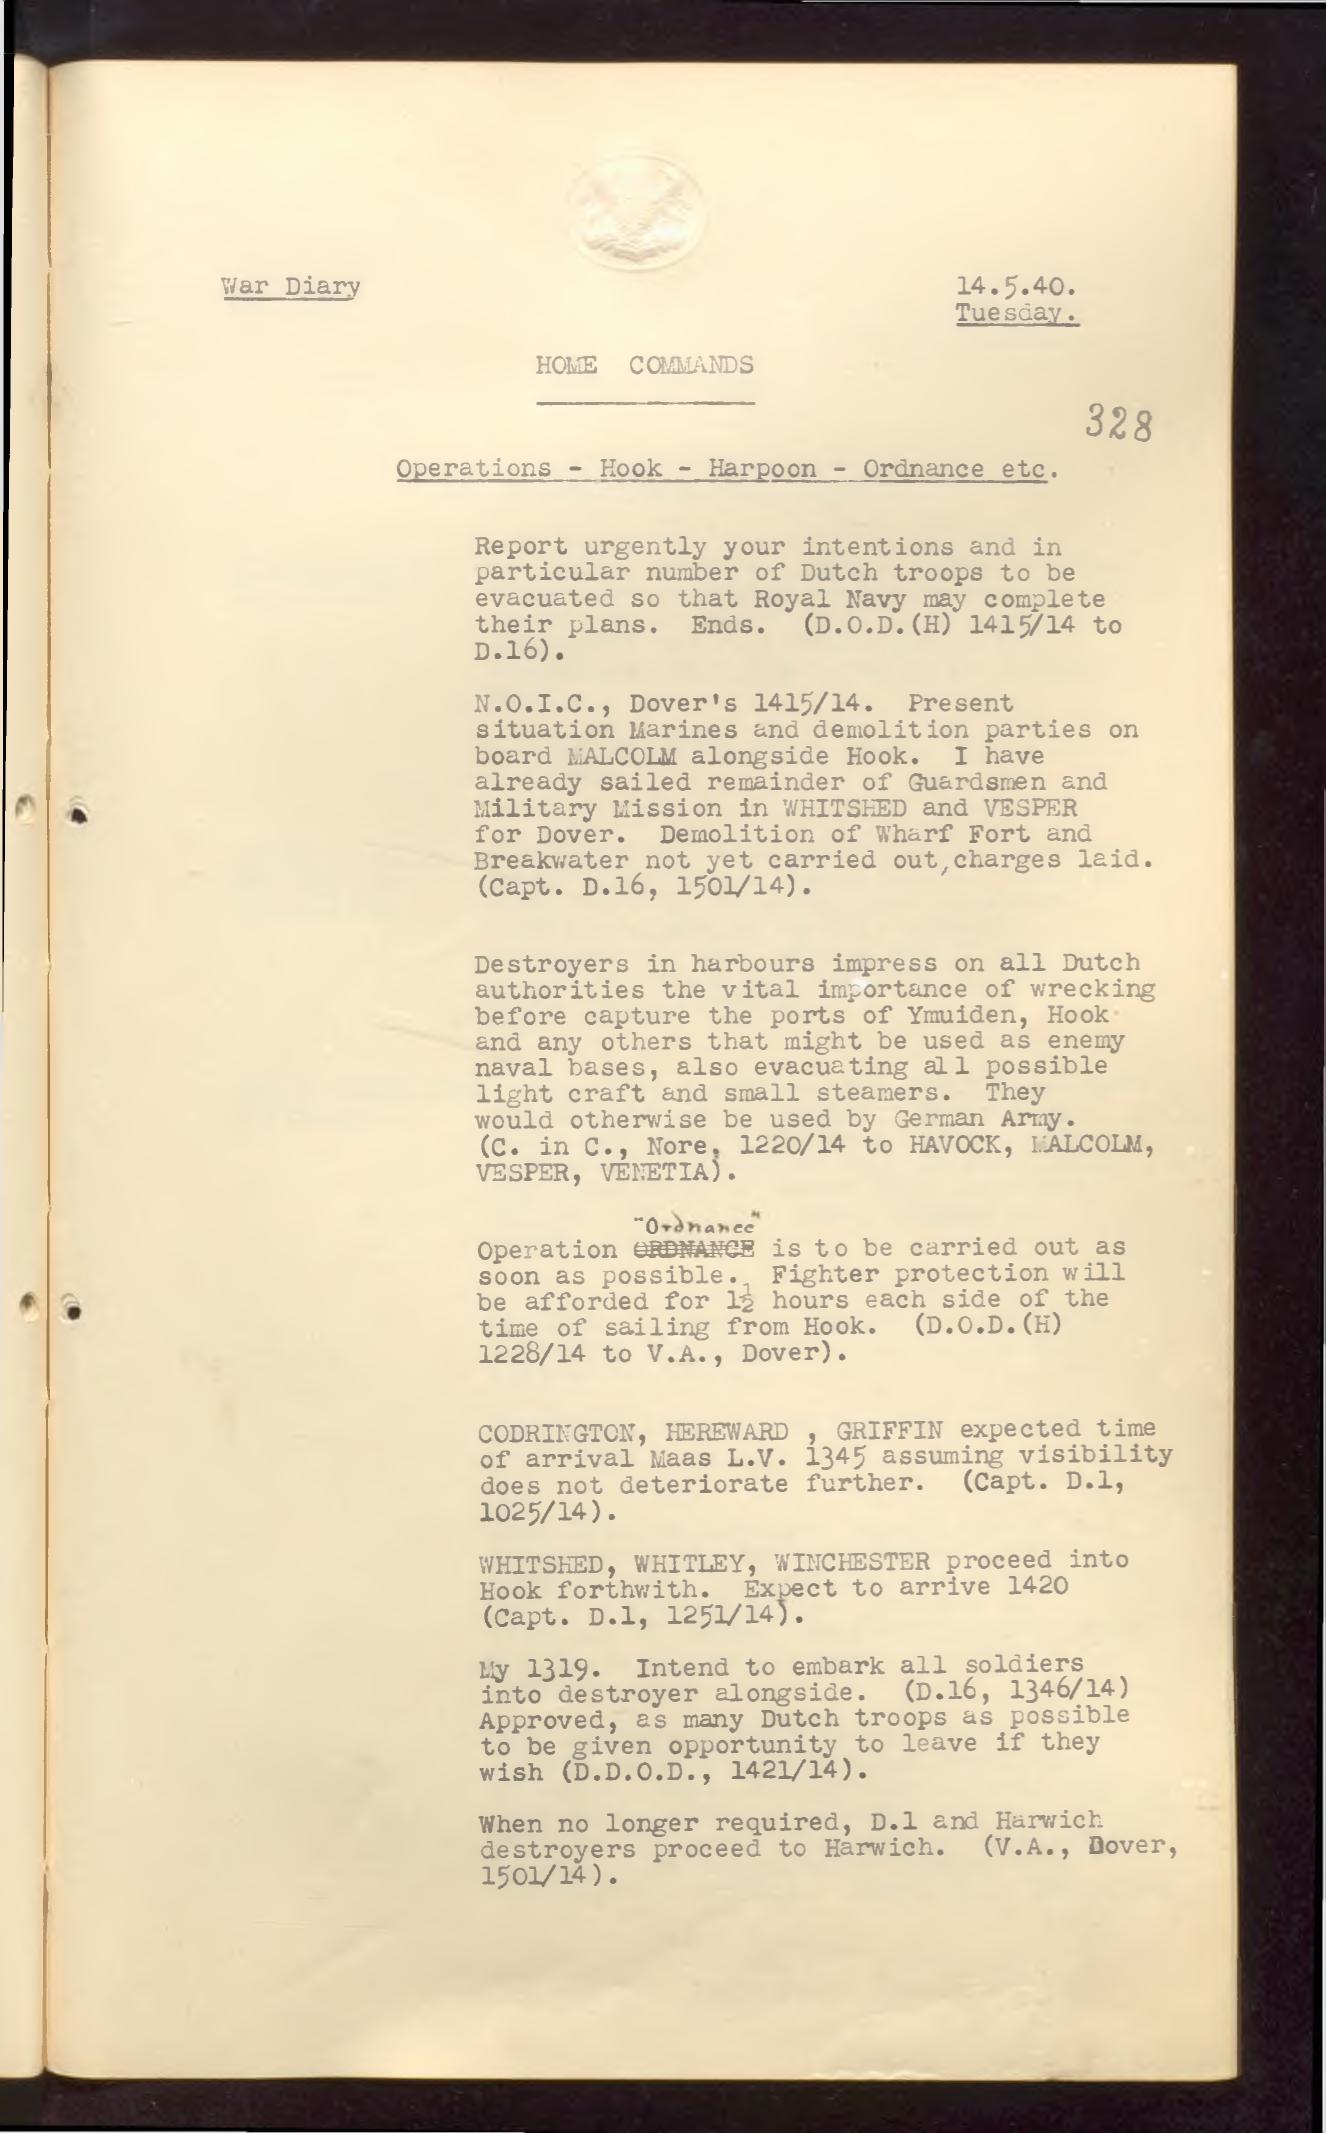 War Diary
14.5.40.
Tuesday.
HOME COMMANDS
328
Operations - Hook - Harpoon - Ordnance etc.
Report urgently your intentions and in
particular number of Dutch troops to be
evacuated so that Royal Navy may complete
their plans. Ends. (D.O.D.(H) 1415/14 to
D.16).
N.O.I.C., Dover's 1415/14. Present
situation Marines and demolition parties on
board MALCOLM alongside Hook. I have
already sailed remainder of Guardsmen and
Military Mission in WHITSHED and VESPER
for Dover. Demolition of Wharf Fort and
Breakwater not yet carried out, charges laid.
(Capt. D.16, 1501/14).
Destroyers in harbours impress on all Dutch
authorities the vital importance of wrecking
before capture the ports of Ymuiden, Hook
and any others that might be used as enemy
naval bases, also evacuating all possible
light craft and small steamers. They
would otherwise be used by German Army.
(C. in C., Nore, 1220/14 to HAVOCK, MALCOLM,
VESPER, VENETIA).
"Ordnance"
Operation ORDNANCE is to be carried out as
soon as possible. Fighter protection will
be afforded for 1½ hours each side of the
time of sailing from Hook. (D.O.D.(H)
1228/14 to V.A., Dover).
CODRINGTON, HEREWARD , GRIFFIN expected time
of arrival Maas L.V. 1345 assuming visibility
does not deteriorate further. (Capt. D.1,
1025/14).
WHITSHED, WHITLEY, WINCHESTER proceed into
Hook forthwith. Expect to arrive 1420
(Capt. D.1, 1251/14).
My 1319. Intend to embark all soldiers
into destroyer alongside. (D.16, 1346/14)
Approved, as many Dutch troops as possible
to be given opportunity to leave if they
wish (D.D.O.D., 1421/14).
When no longer required, D.1 and Harwich
destroyers proceed to Harwich. (V.A., Dover,
1501/14).